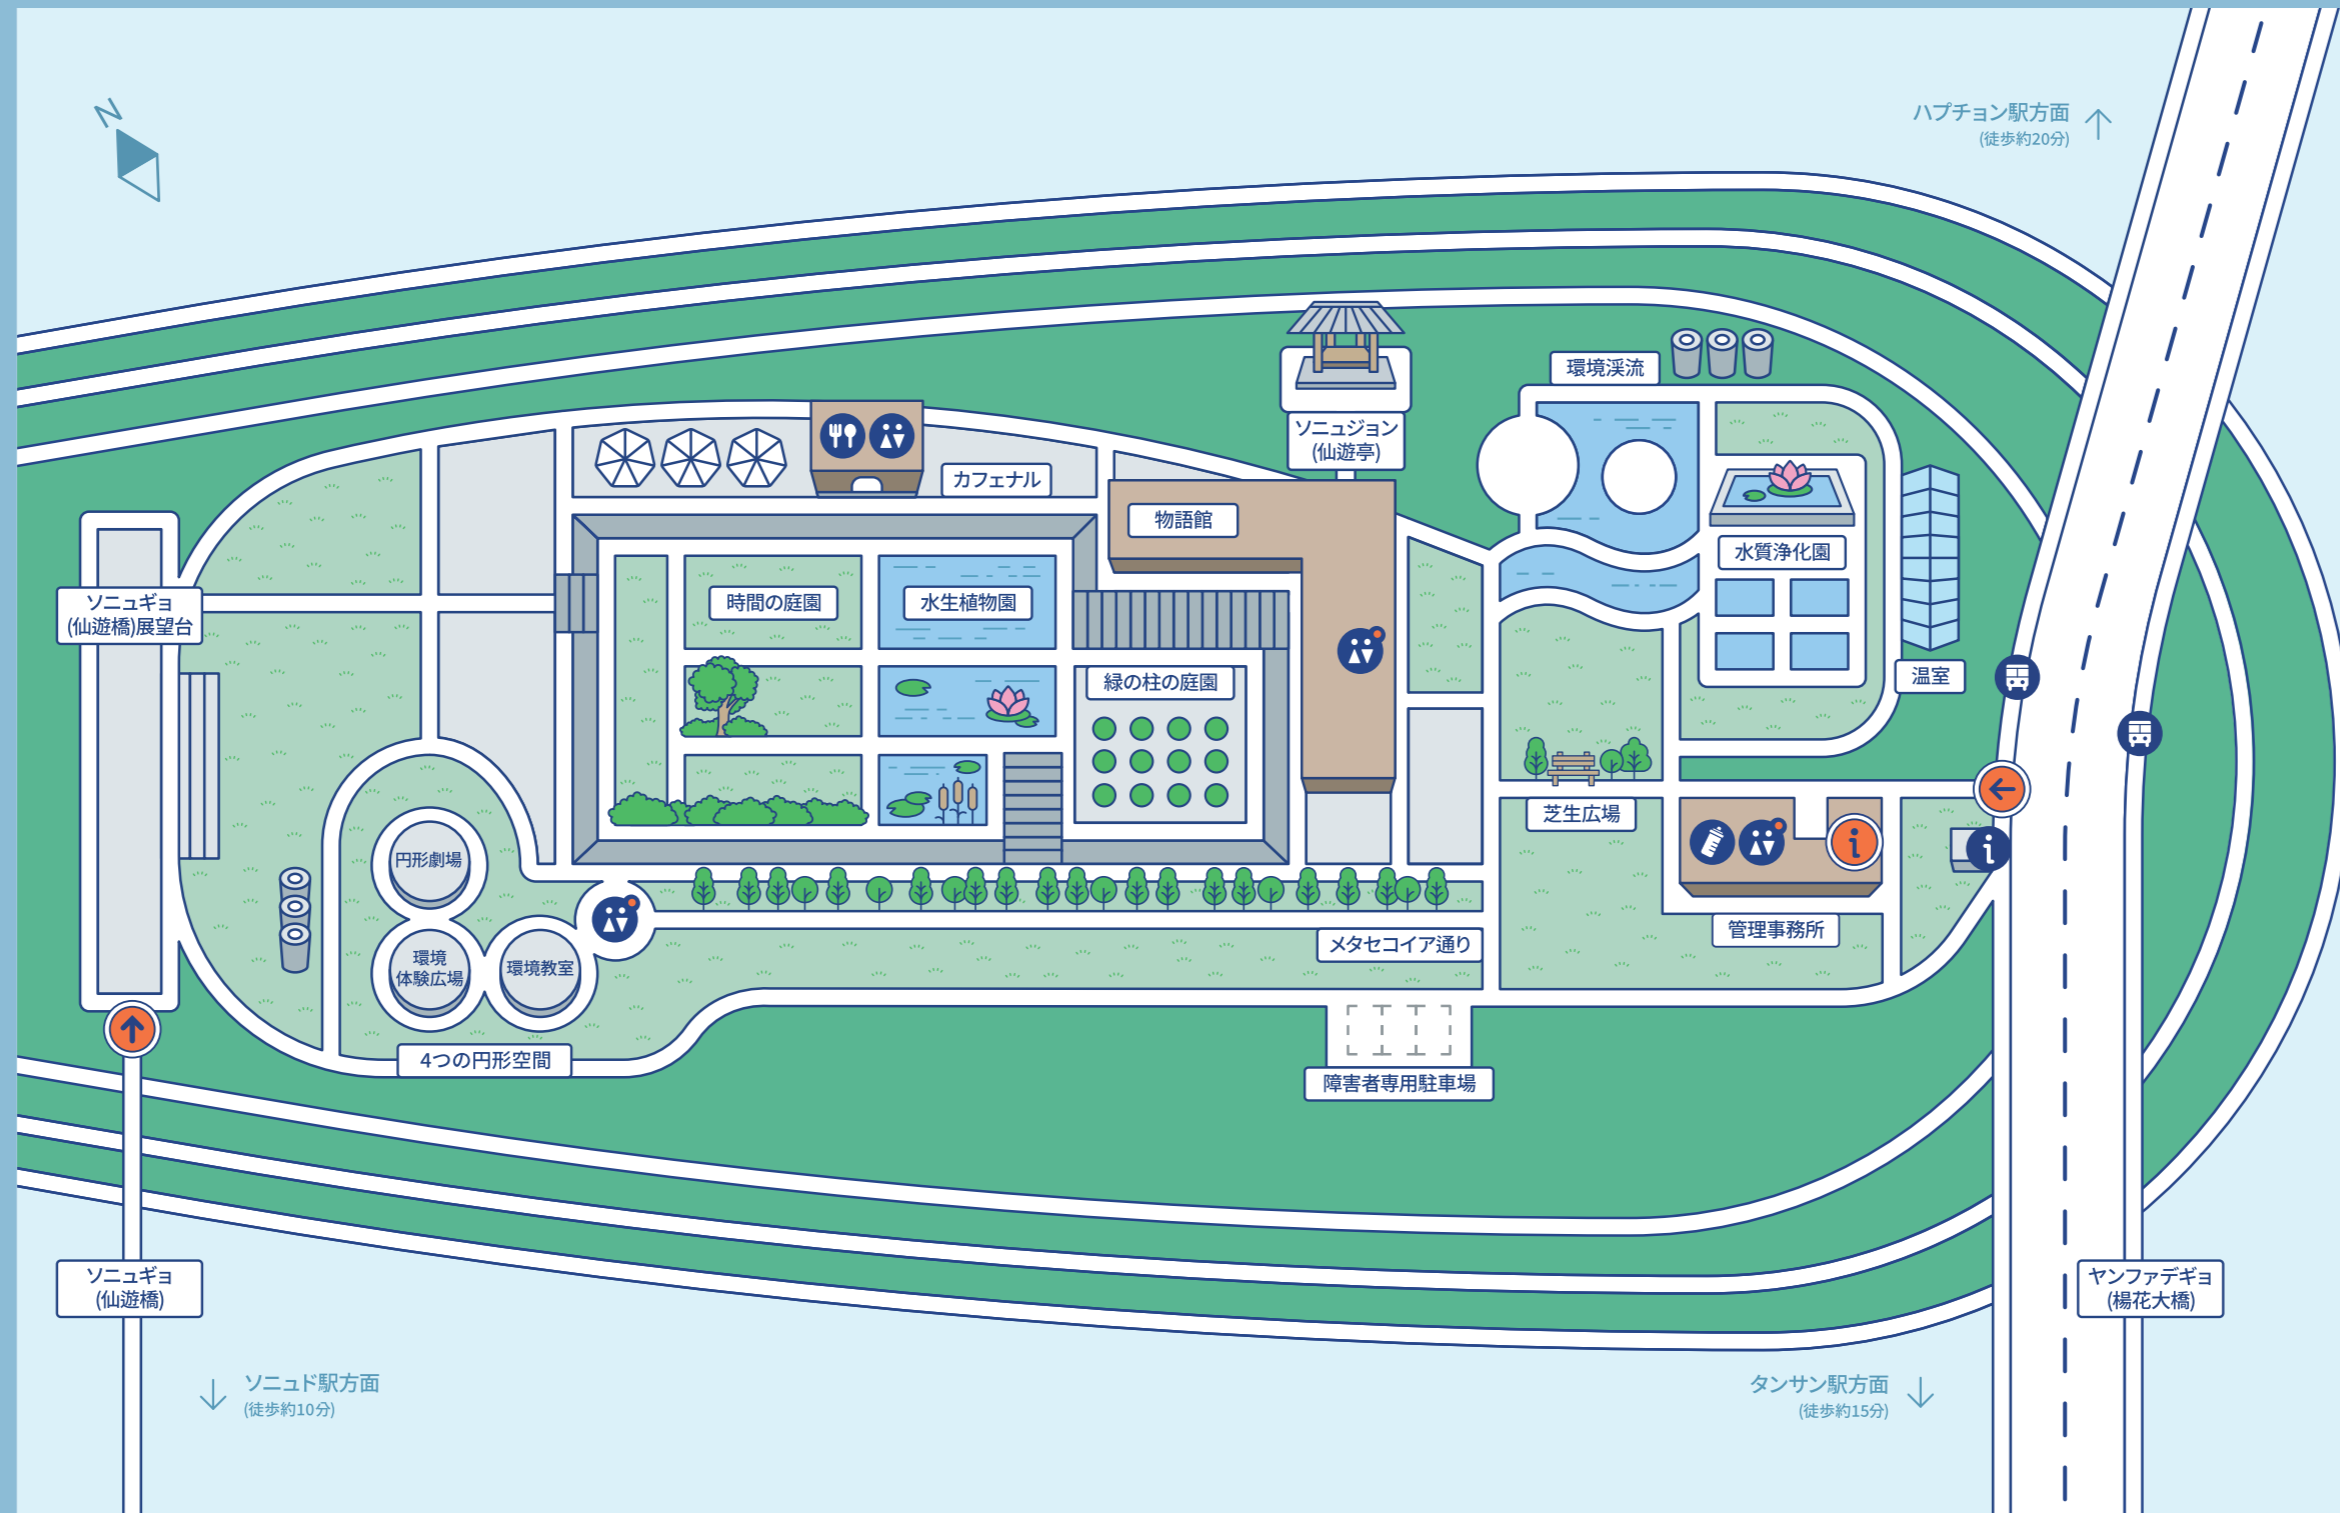 N
ハプチョン駅方面
(徒歩約20分)
環境渓流
ソニュジョン
(仙遊亭)
カフェナル
物語館
水質浄化園
ソニュギョ
(仙遊橋)展望台
時間の庭園
水生植物園
緑の柱の庭園
温室
芝生広場
円形劇場
管理事務所
メタセコイア通り
環境
体験広場
環境教室
4つの円形空間
障害者専用駐車場
ソニュギョ
(仙遊橋)
ヤンファデギョ
(楊花大橋)
ソニュド駅方面
(徒歩約10分)
タンサン駅方面
(徒歩約15分)